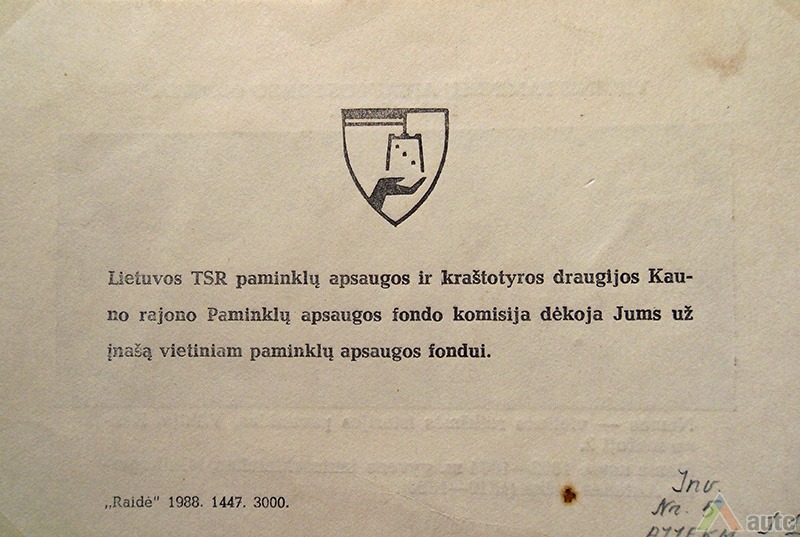 Lietuvos TSR paminklų apsaugos ir kraštotyros draugijos Kau-
no rajono Paminklų apsaugos fondo komisija dėkoja Jums už
įnašą vietiniam paminklų apsaugos fondui.
„Raidė" 1988. 1447. 3000.
Inv.
Nr. 5
autc